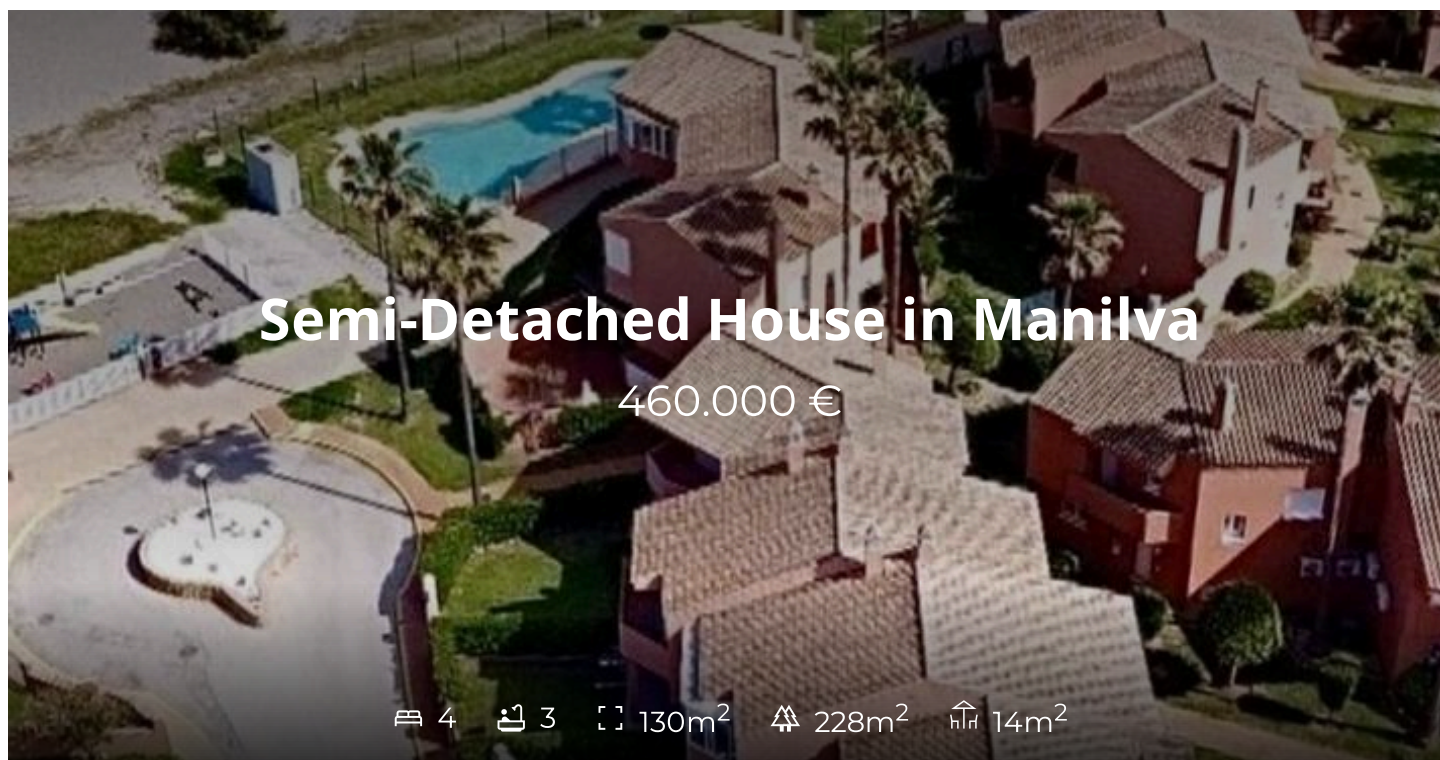 Semi-Detached House in Manilva
460.000 €
4 3 130m² 228m² 14m²